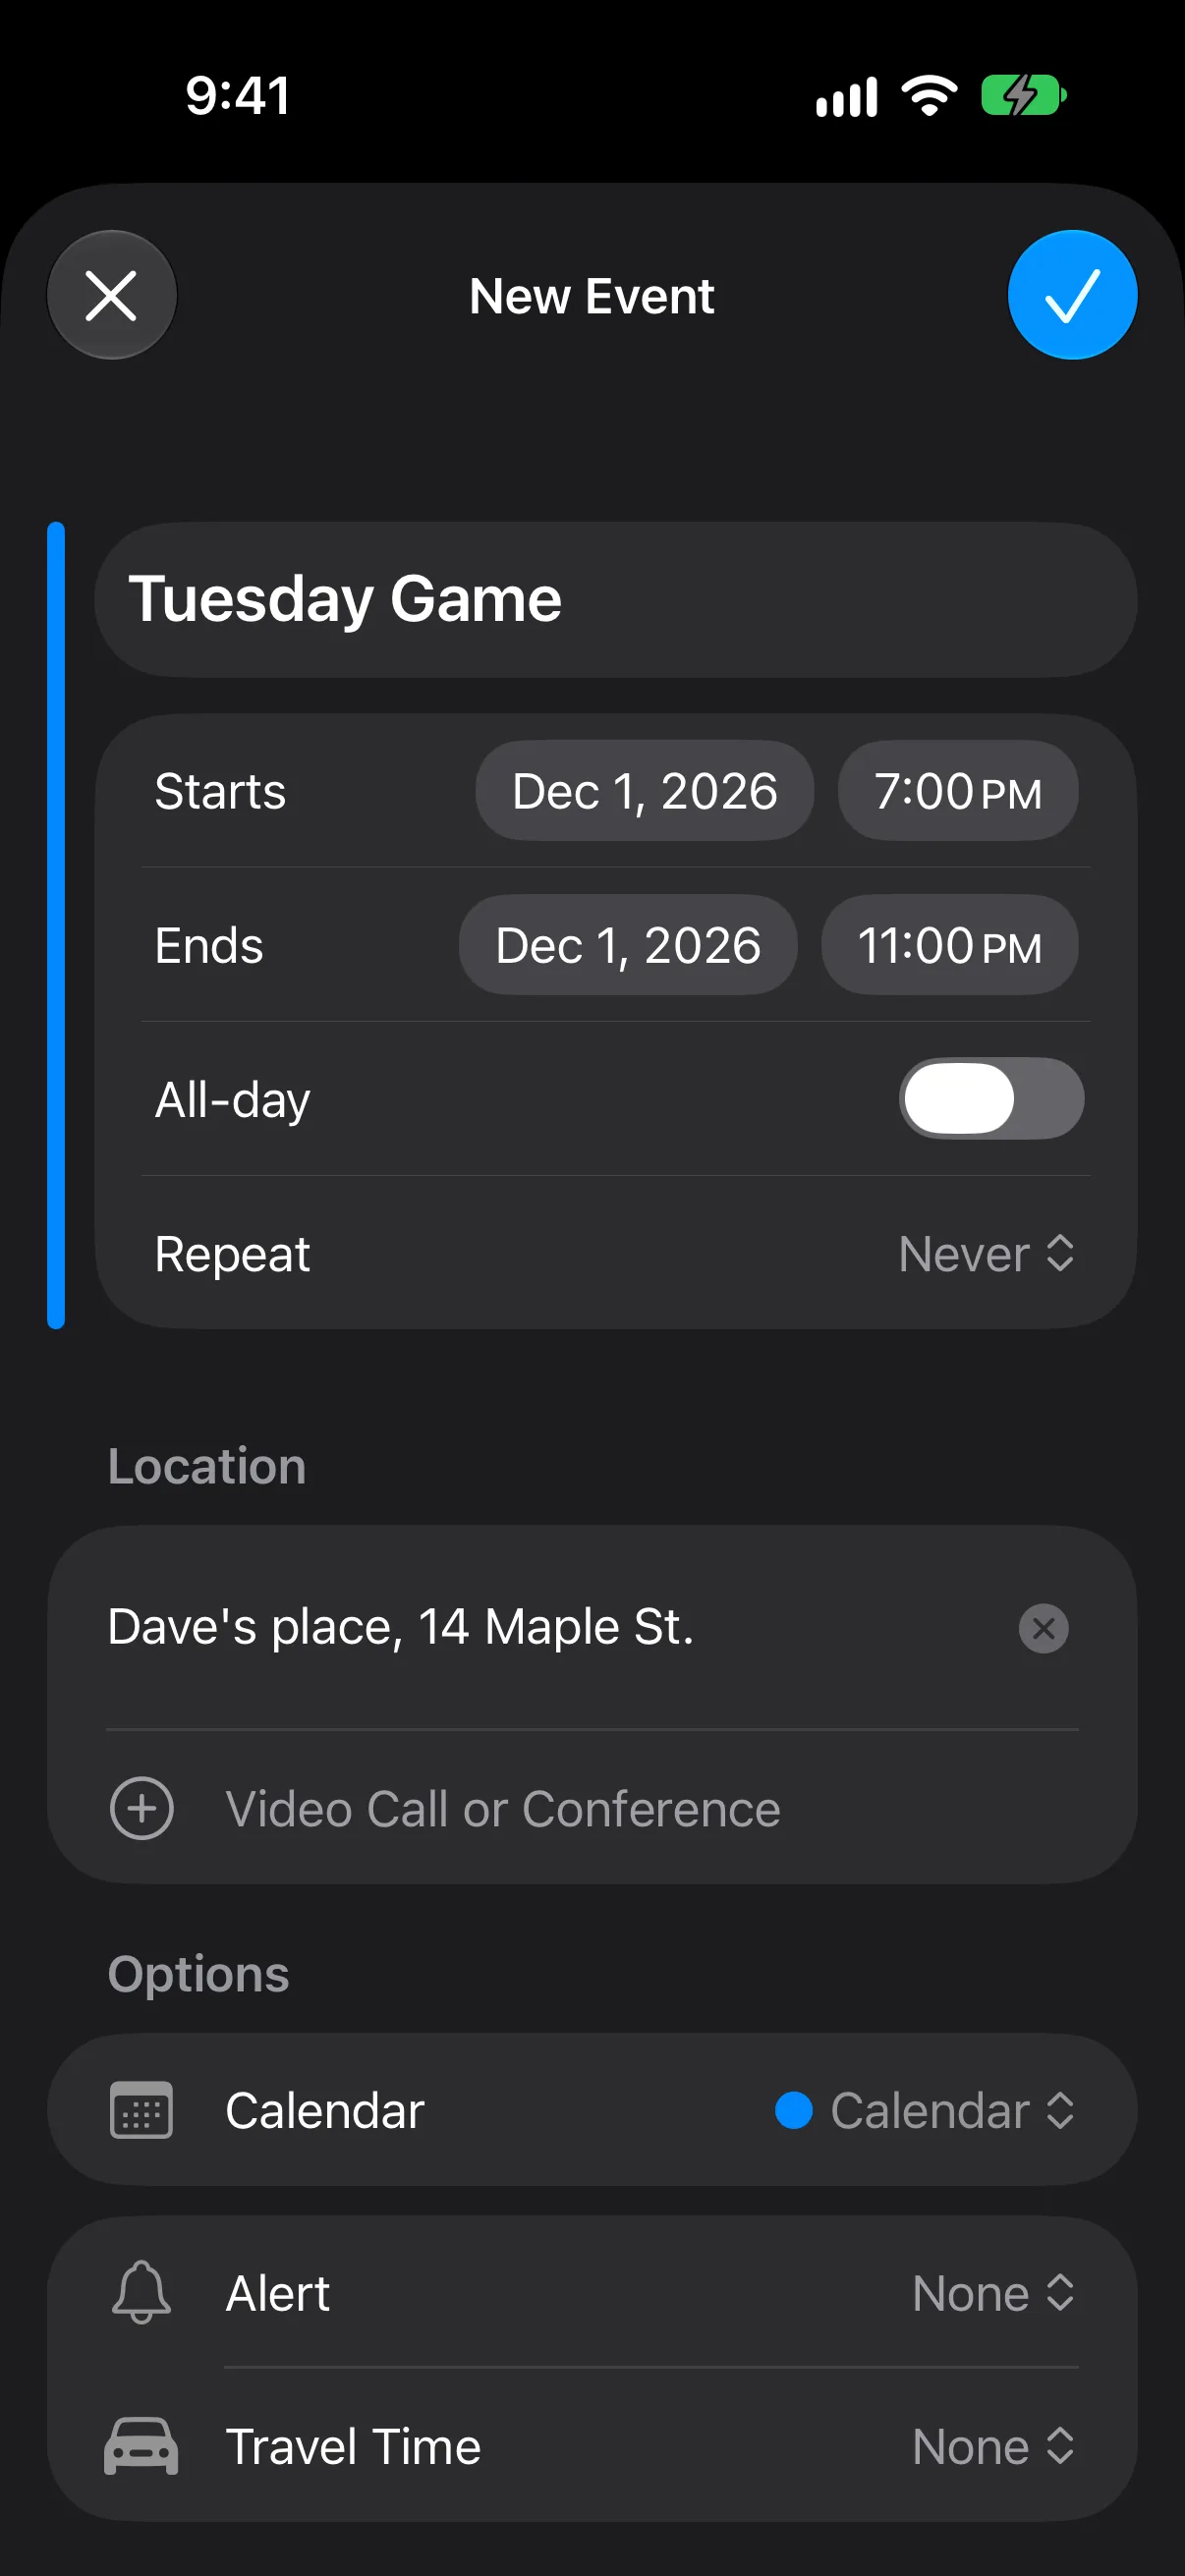 9:41
New Event
Tuesday Game
Starts Dec 1, 2026 7:00 PM
Ends Dec 1, 2026 11:00 PM
All-day
Repeat Never
Location
Dave's place, 14 Maple St.
Video Call or Conference
Options
Calendar Calendar
Alert None
Travel Time None